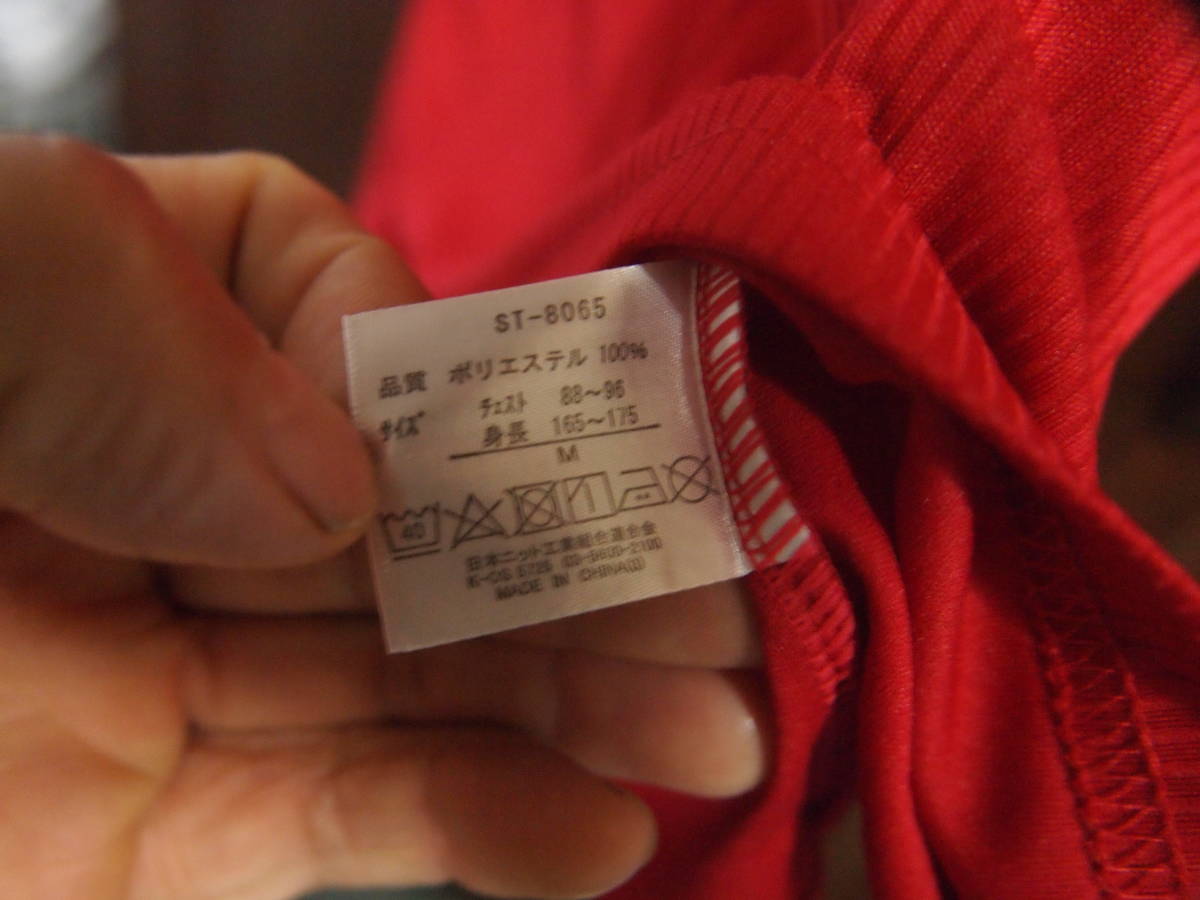 ST-8065
品質 ポリエステル 100%
サイズ チェスト 88～96
身長 165～175
M
40
日本ニット工業組合連合会
MADE IN CHINA(I)